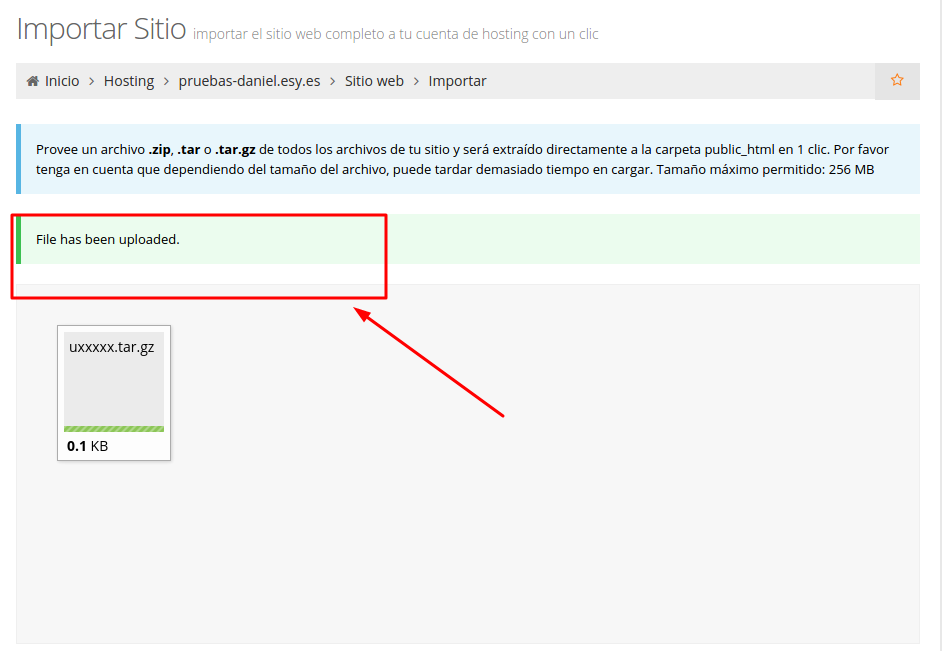 Importar Sitio importar el sitio web completo a tu cuenta de hosting con un clic
Inicio > Hosting > pruebas-daniel.esy.es > Sitio web > Importar
Provee un archivo .zip, .tar o .tar.gz de todos los archivos de tu sitio y será extraído directamente a la carpeta public_html en 1 clic. Por favor
tenga en cuenta que dependiendo del tamaño del archivo, puede tardar demasiado tiempo en cargar. Tamaño máximo permitido: 256 MB
File has been uploaded.
uxxxxx.tar.gz
0.1 KB